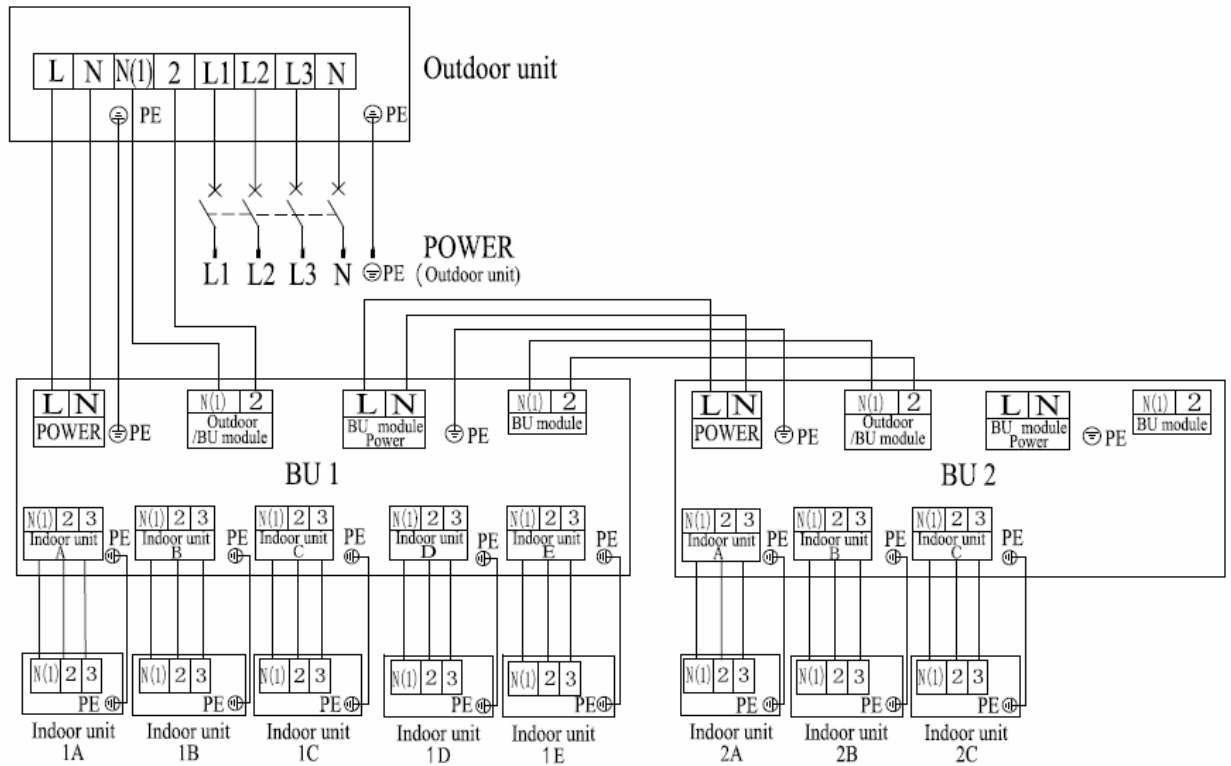 L N N(1) 2 L1 L2 L3 N
Outdoor unit
PE PE
POWER
L1 L2 L3 N PE (Outdoor unit)
L N N(1) 2 L N N(1) 2
POWER PE Outdoor /BU module BU module Power PE BU module
BU 1
N(1) 2 3 N(1) 2 3 N(1) 2 3 N(1) 2 3 N(1) 2 3
Indoor unit A PE Indoor unit B PE Indoor unit C PE Indoor unit D PE Indoor unit E PE
N(1) 2 3 N(1) 2 3 N(1) 2 3 N(1) 2 3 N(1) 2 3
PE PE PE PE PE
Indoor unit 1A Indoor unit 1B Indoor unit 1C Indoor unit 1D Indoor unit 1E
L N N(1) 2 L N N(1) 2
POWER PE Outdoor /BU module BU module Power PE BU module
BU 2
N(1) 2 3 N(1) 2 3 N(1) 2 3
Indoor unit A PE Indoor unit B PE Indoor unit C PE
N(1) 2 3 N(1) 2 3 N(1) 2 3
PE PE PE
Indoor unit 2A Indoor unit 2B Indoor unit 2C